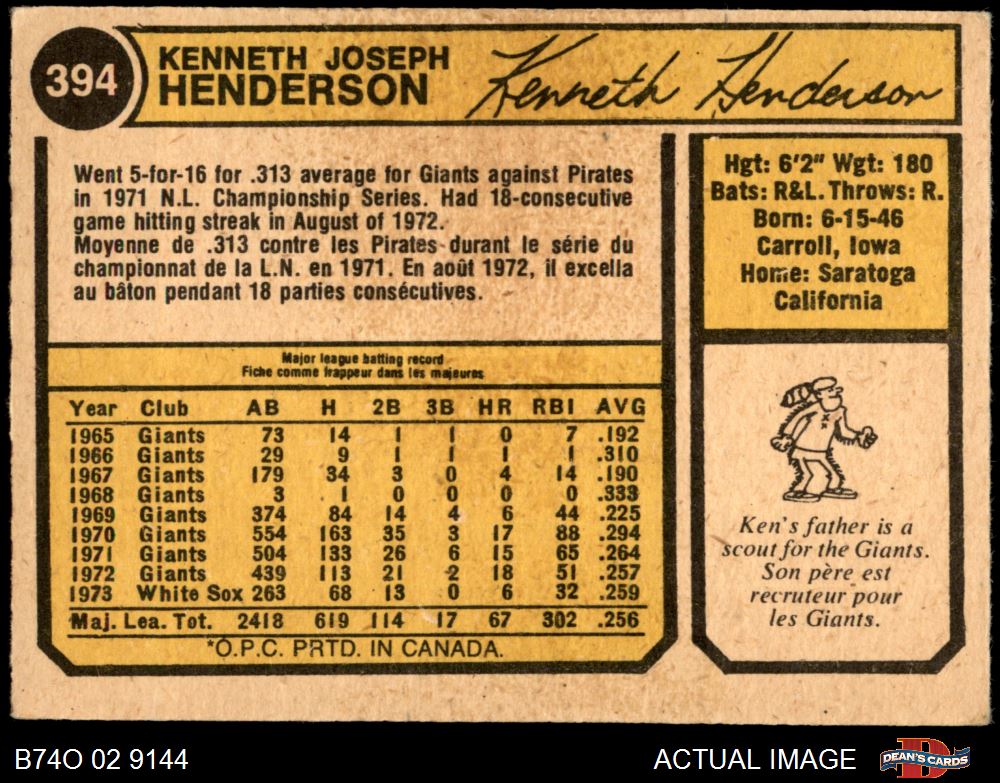 394
KENNETH JOSEPH
HENDERSON
Kenneth Henderson
Went 5-for-16 for .313 average for Giants against Pirates
in 1971 N.L. Championship Series. Had 18-consecutive
game hitting streak in August of 1972.
Moyenne de .313 contre les Pirates durant le série du
championnat de la L.N. en 1971. En août 1972, il excella
au bâton pendant 18 parties consécutives.
Hgt: 6'2" Wgt: 180
Bats: R&L. Throws: R.
Born: 6-15-46
Carroll, Iowa
Home: Saratoga
California
Major league batting record
Fiche comme frappeur dans les majeures
Year Club AB H 2B 3B HR RBI AVG
1965 Giants 73 14 1 1 0 7 .192
1966 Giants 29 9 1 1 1 1 .310
1967 Giants 179 34 3 0 4 14 .190
1968 Giants 3 1 0 0 0 0 .333
1969 Giants 374 84 14 4 6 44 .225
1970 Giants 554 163 35 3 17 88 .294
1971 Giants 504 133 26 6 15 65 .264
1972 Giants 439 113 21 2 18 51 .257
1973 White Sox 263 68 13 0 6 32 .259
Maj. Lea. Tot. 2418 619 114 17 67 302 .256
*O.P.C. PRTD. IN CANADA.
Ken's father is a
scout for the Giants.
Son père est
recruteur pour
les Giants.
B74O 02 9144
ACTUAL IMAGE
D
DEAN'S CARDS